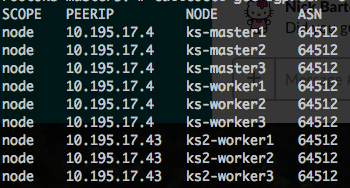 SCOPE PEERIP NODE ASN
node 10.195.17.4 ks-master1 64512
node 10.195.17.4 ks-master2 64512
node 10.195.17.4 ks-master3 64512
node 10.195.17.4 ks-worker1 64512
node 10.195.17.4 ks-worker2 64512
node 10.195.17.4 ks-worker3 64512
node 10.195.17.43 ks2-worker1 64512
node 10.195.17.43 ks2-worker2 64512
node 10.195.17.43 ks2-worker3 64512